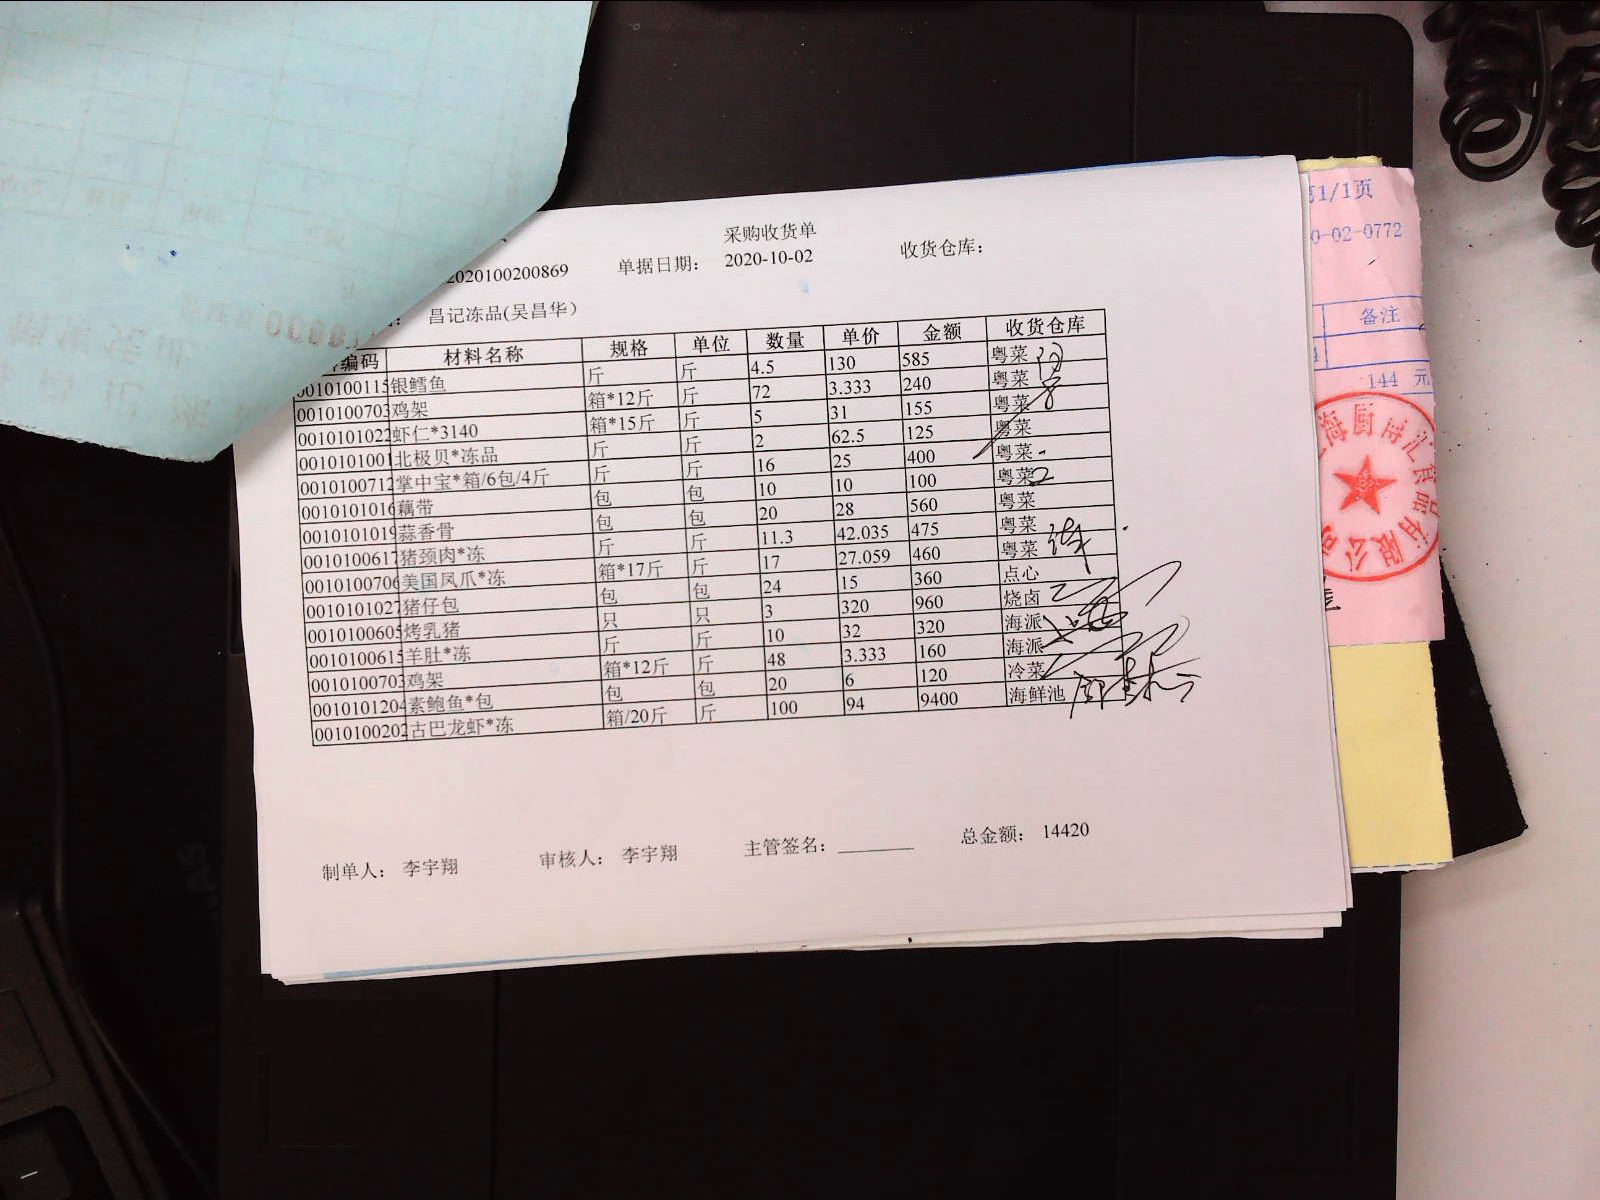 采购收货单
2020100200869 单据日期： 2020-10-02 收货仓库：
昌记冻品(吴昌华)
编码 材料名称 规格 单位 数量 单价 金额 收货仓库
0010100115 银鳕鱼 斤 斤 4.5 130 585 粤菜
0010100703 鸡架 箱*12斤 斤 72 3.333 240 粤菜
0010101022 虾仁*3140 箱*15斤 斤 5 31 155 粤菜
0010101001 北极贝*冻品 斤 斤 2 62.5 125 粤菜
0010100712 掌中宝*箱/6包/4斤 斤 斤 16 25 400 粤菜
0010101016 藕带 包 包 10 10 100 粤菜
0010101019 蒜香骨 包 包 20 28 560 粤菜
0010100617 猪颈肉*冻 斤 斤 11.3 42.035 475 粤菜
0010100706 美国凤爪*冻 箱*17斤 斤 17 27.059 460 粤菜
0010101027 猪仔包 包 包 24 15 360 点心
0010100605 烤乳猪 只 只 3 320 960 烧卤
0010100615 羊肚*冻 斤 斤 10 32 320 海派
0010100703 鸡架 箱*12斤 斤 48 3.333 160 海派
0010101204 素鲍鱼*包 包 包 20 6 120 冷菜
0010100202 古巴龙虾*冻 箱/20斤 斤 100 94 9400 海鲜池
制单人： 李宇翔 审核人： 李宇翔 主管签名： 总金额： 14420
1/1页
0-02-0772
备注
144 元